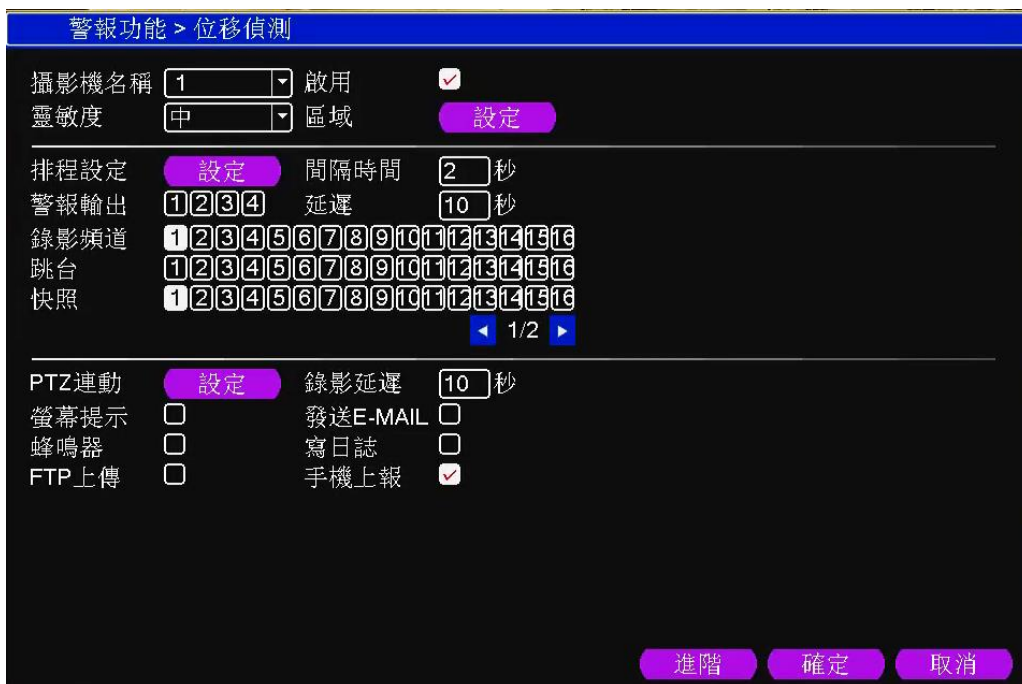 警報功能 > 位移偵測
攝影機名稱 1 啟用
靈敏度 中 區域 設定
排程設定 設定 間隔時間 2 秒
警報輸出 1 2 3 4 延遲 10 秒
錄影頻道 1 2 3 4 5 6 7 8 9 10 11 12 13 14 15 16
跳台 1 2 3 4 5 6 7 8 9 10 11 12 13 14 15 16
快照 1 2 3 4 5 6 7 8 9 10 11 12 13 14 15 16
1/2
PTZ連動 設定 錄影延遲 10 秒
螢幕提示 發送E-MAIL
蜂鳴器 寫日誌
FTP上傳 手機上報
進階 確定 取消